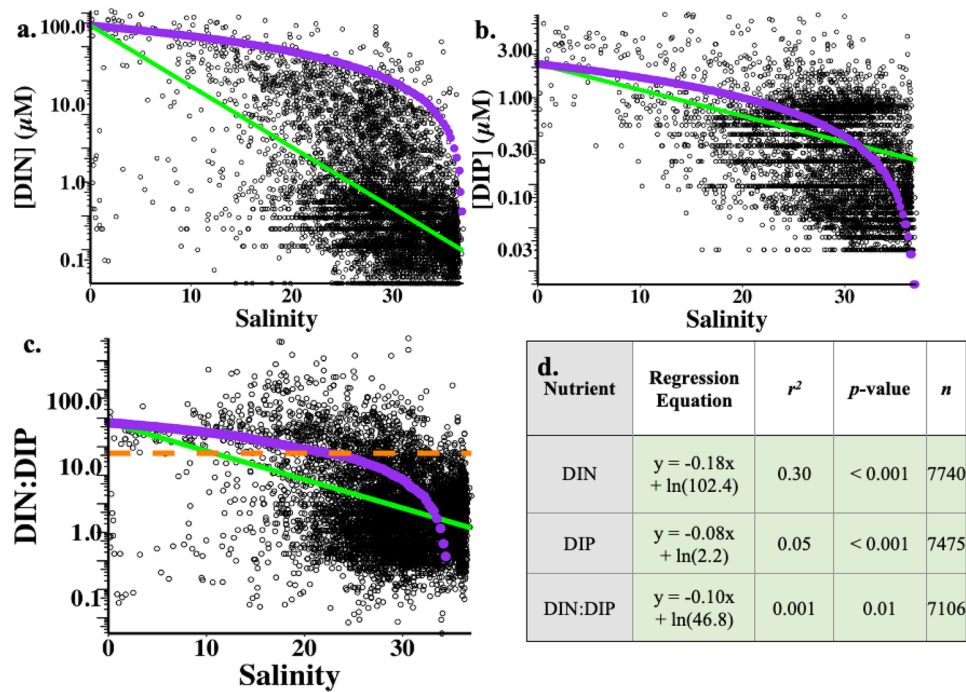 a.
100.0
10.0
1.0
0.1
[DIN] (µM)
0 10 20 30
Salinity
b.
3.00
1.00
0.30
0.10
0.03
[DIP] (µM)
0 10 20 30
Salinity
c.
100.0
10.0
1.0
0.1
DIN:DIP
0 10 20 30
Salinity
d.
Nutrient
Regression
Equation
r²
p-value
n
DIN
y = -0.18x
+ ln(102.4)
0.30
< 0.001
7740
DIP
y = -0.08x
+ ln(2.2)
0.05
< 0.001
7475
DIN:DIP
y = -0.10x
+ ln(46.8)
0.001
0.01
7106